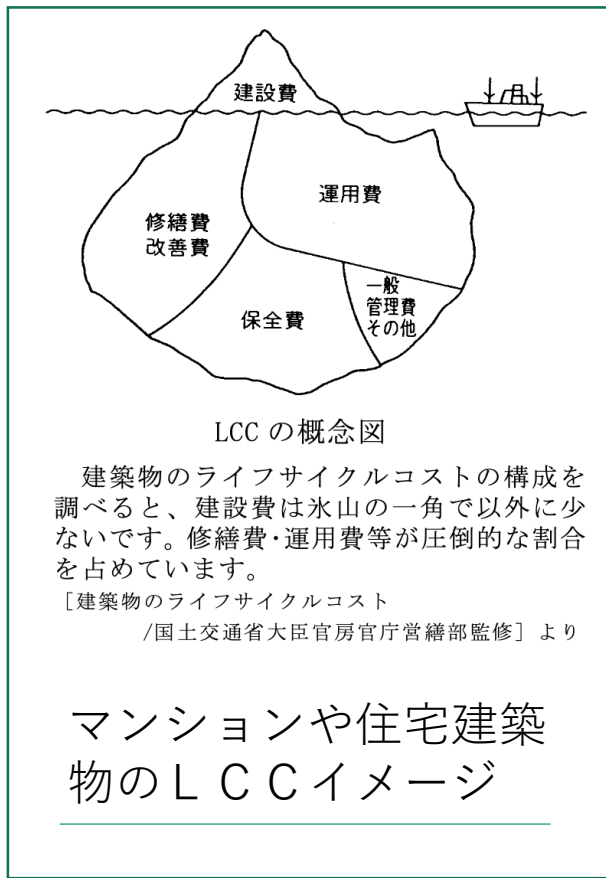 建設費
運用費
修繕費
改善費
一般
管理費
その他
保全費
LCC の概念図
建築物のライフサイクルコストの構成を
調べると、建設費は氷山の一角で以外に少
ないです。修繕費・運用費等が圧倒的な割合
を占めています。
［建築物のライフサイクルコスト
/国土交通省大臣官房官庁営繕部監修］より
マンションや住宅建築
物のＬＣＣイメージ